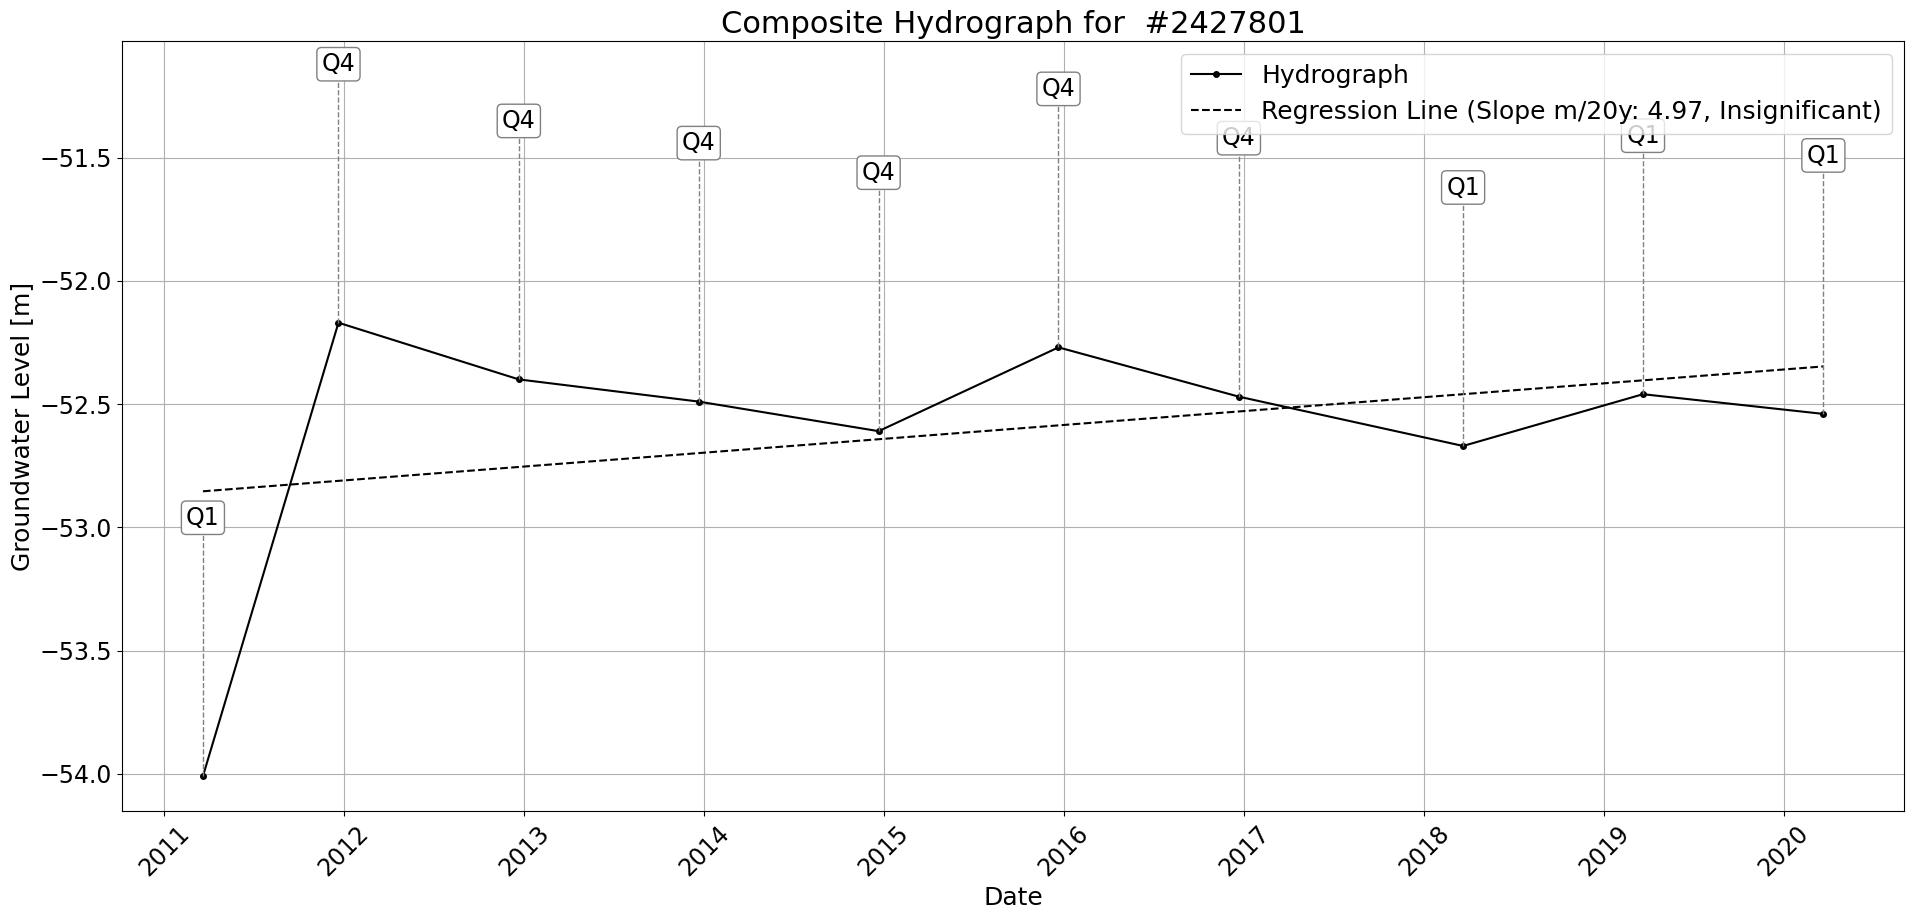 Composite Hydrograph for  #2427801
Hydrograph
Regression Line (Slope m/20y: 4.97, Insignificant)
Q4
Q4
Q4
Q4
Q4
Q4
Q1
Q1
Q1
Q1
−51.5
−52.0
−52.5
−53.0
−53.5
−54.0
Groundwater Level [m]
2011
2012
2013
2014
2015
2016
2017
2018
2019
2020
Date